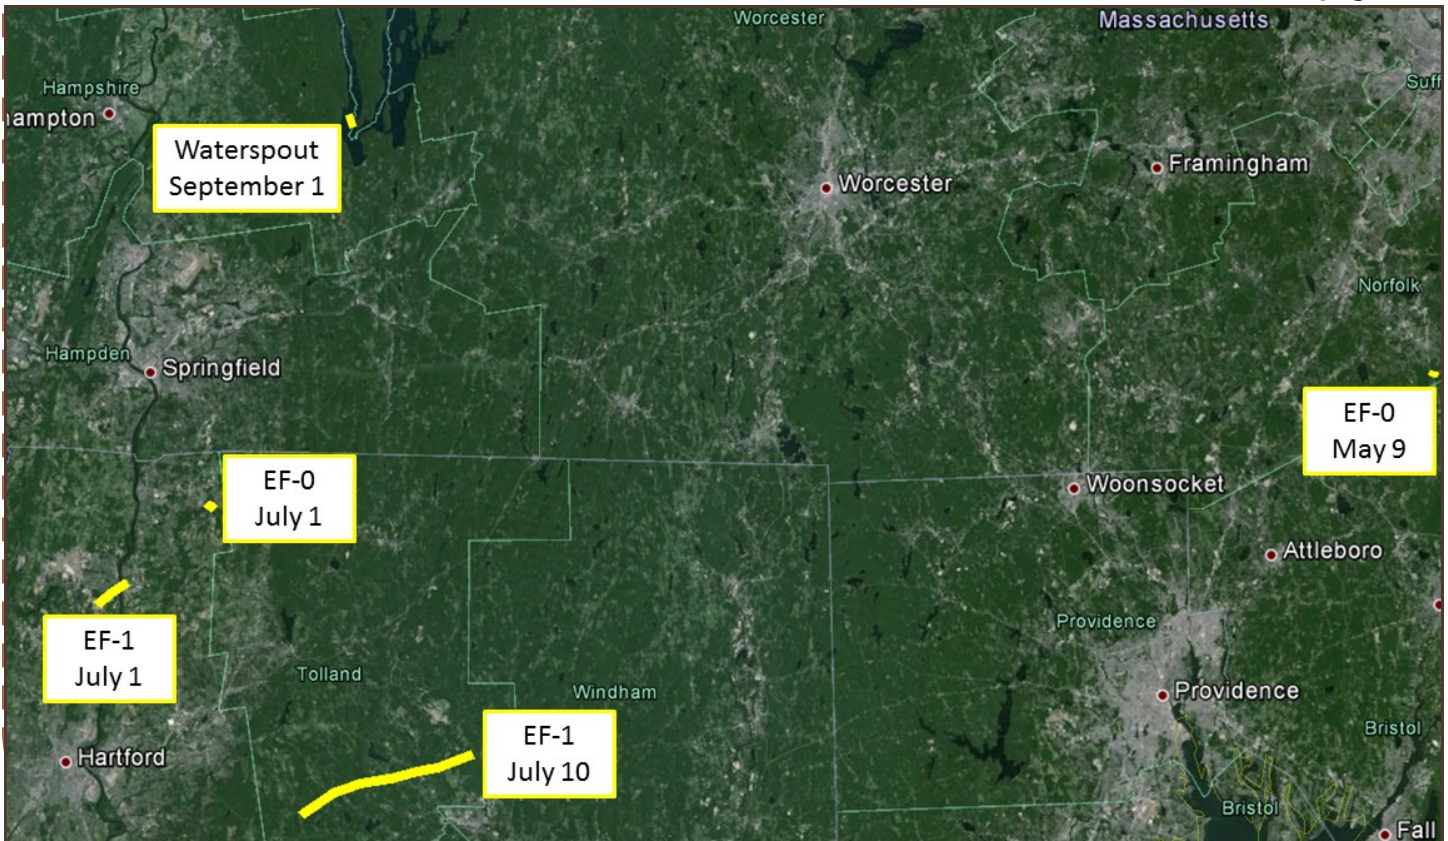 Worcester
Massachusetts
Hampshire
Suff
ampton
Waterspout
September 1
Worcester
Framingham
Norfolk
Hampden
Springfield
EF-0
May 9
EF-0
July 1
Woonsocket
Attleboro
EF-1
July 1
Providence
Tolland
Windham
Providence
EF-1
July 10
Bristol
Hartford
Bristol
Fall